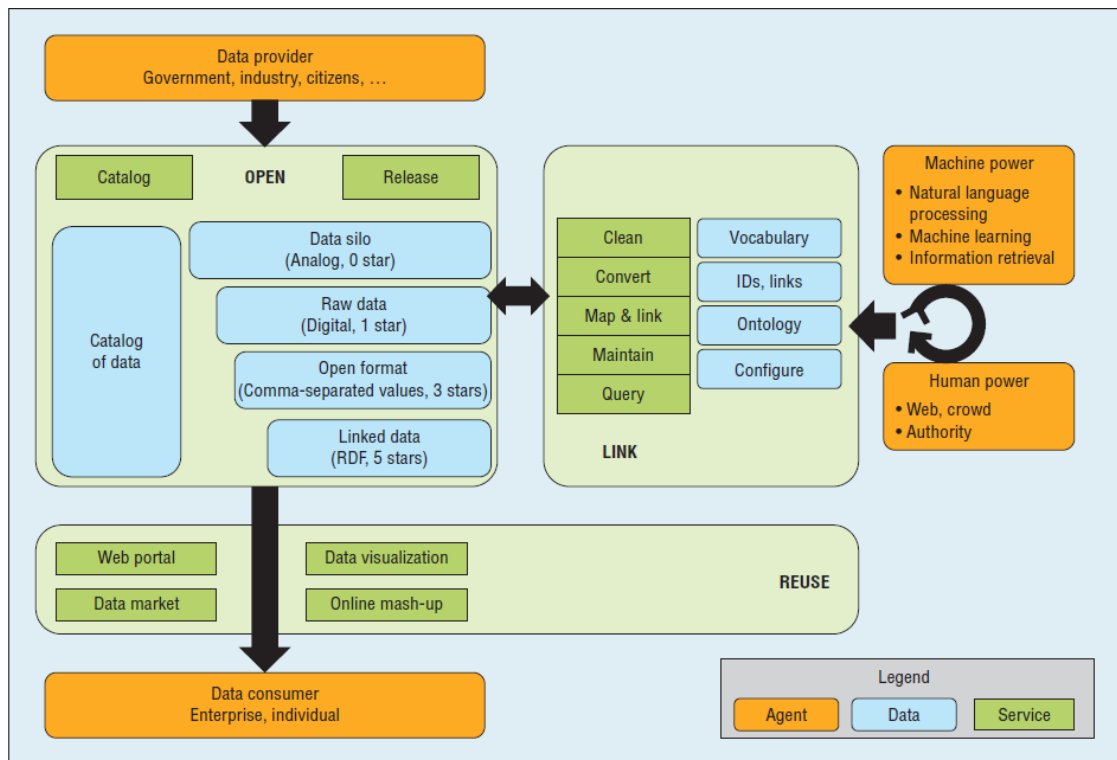 Data provider
Government, industry, citizens, …
Catalog
OPEN
Release
Catalog
of data
Data silo
(Analog, 0 star)
Raw data
(Digital, 1 star)
Open format
(Comma-separated values, 3 stars)
Linked data
(RDF, 5 stars)
Clean
Convert
Map & link
Maintain
Query
Vocabulary
IDs, links
Ontology
Configure
LINK
Machine power
• Natural language
processing
• Machine learning
• Information retrieval
Human power
• Web, crowd
• Authority
Web portal
Data visualization
Data market
Online mash-up
REUSE
Data consumer
Enterprise, individual
Legend
Agent
Data
Service